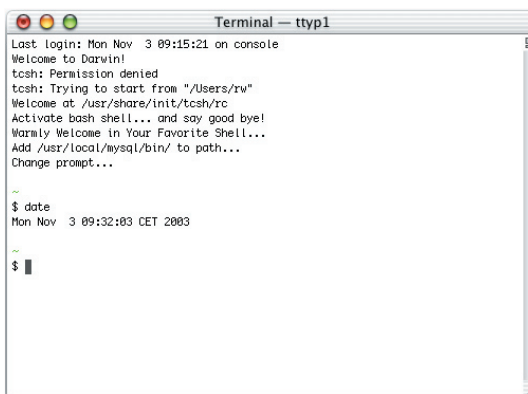 Terminal — ttyp1
Last login: Mon Nov  3 09:15:21 on console
Welcome to Darwin!
tcsh: Permission denied
tcsh: Trying to start from "/Users/rw"
Welcome at /usr/share/init/tcsh/rc
Activate bash shell... and say good bye!
Warmly Welcome in Your Favorite Shell...
Add /usr/local/mysql/bin/ to path...
Change prompt...
~
$ date
Mon Nov  3 09:32:03 CET 2003
~
$